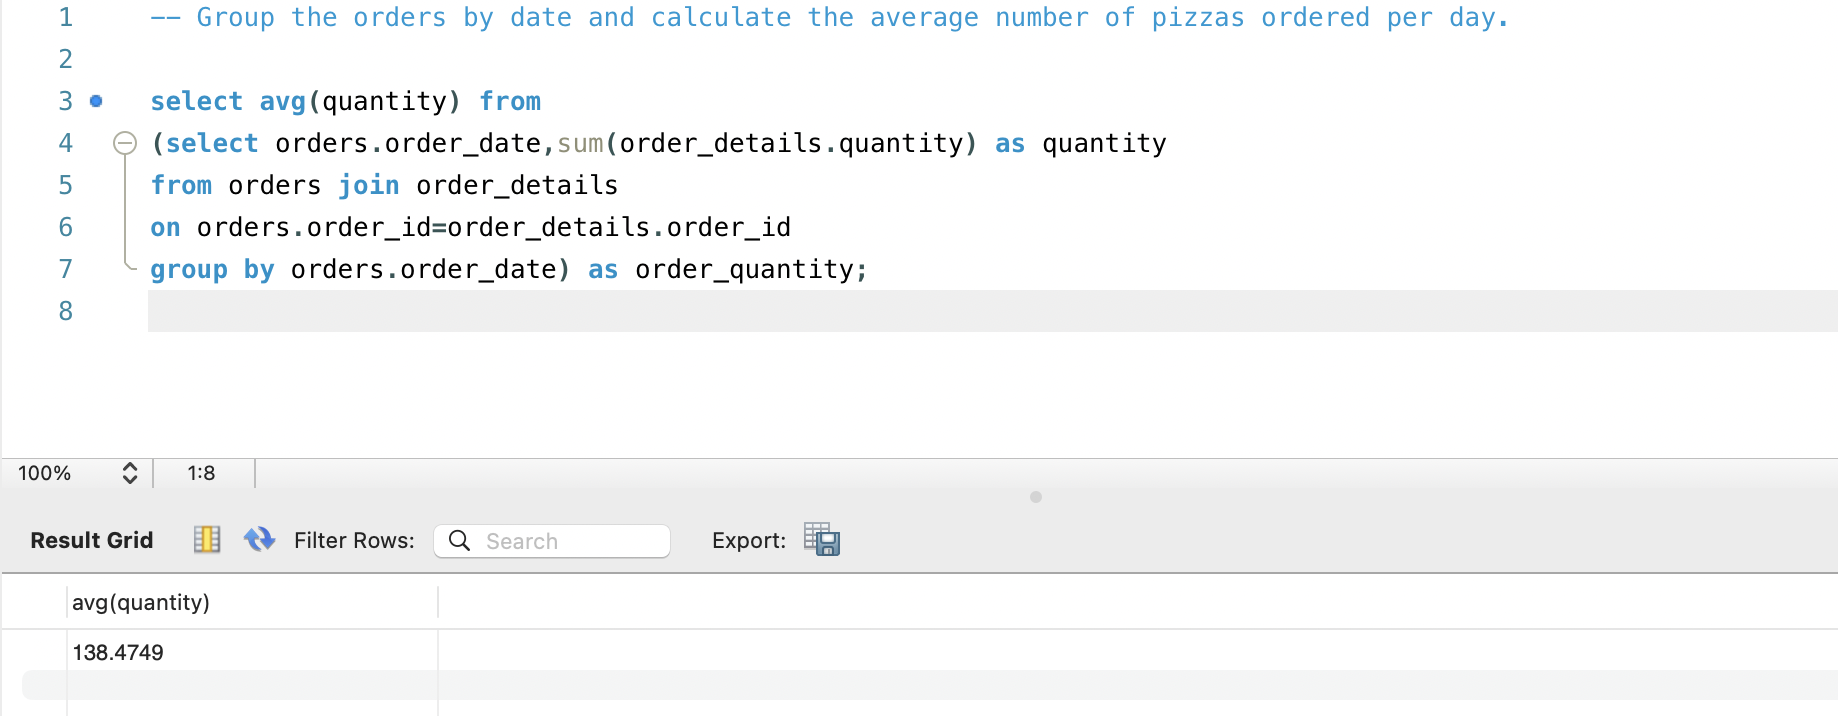 1 -- Group the orders by date and calculate the average number of pizzas ordered per day.
2
3 select avg(quantity) from
4 (select orders.order_date,sum(order_details.quantity) as quantity
5 from orders join order_details
6 on orders.order_id=order_details.order_id
7 group by orders.order_date) as order_quantity;
8
100% 1:8
Result Grid Filter Rows: Search Export:
avg(quantity)
138.4749